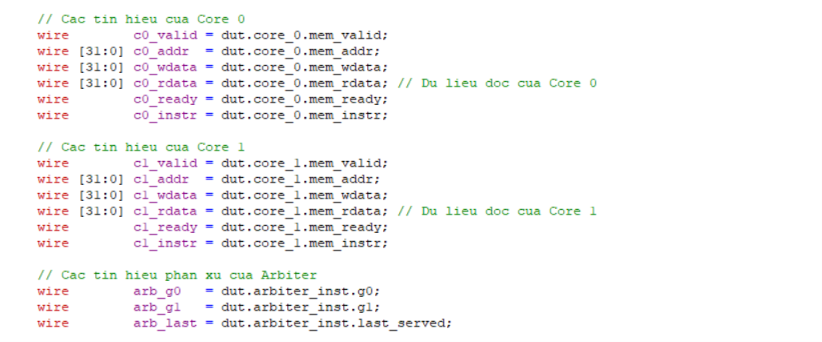 // Cac tin hieu cua Core 0
wire        c0_valid = dut.core_0.mem_valid;
wire [31:0] c0_addr  = dut.core_0.mem_addr;
wire [31:0] c0_wdata = dut.core_0.mem_wdata;
wire [31:0] c0_rdata = dut.core_0.mem_rdata; // Du lieu doc cua Core 0
wire        c0_ready = dut.core_0.mem_ready;
wire        c0_instr = dut.core_0.mem_instr;
// Cac tin hieu cua Core 1
wire        c1_valid = dut.core_1.mem_valid;
wire [31:0] c1_addr  = dut.core_1.mem_addr;
wire [31:0] c1_wdata = dut.core_1.mem_wdata;
wire [31:0] c1_rdata = dut.core_1.mem_rdata; // Du lieu doc cua Core 1
wire        c1_ready = dut.core_1.mem_ready;
wire        c1_instr = dut.core_1.mem_instr;
// Cac tin hieu phan xu cua Arbiter
wire        arb_g0   = dut.arbiter_inst.g0;
wire        arb_g1   = dut.arbiter_inst.g1;
wire        arb_last = dut.arbiter_inst.last_served;